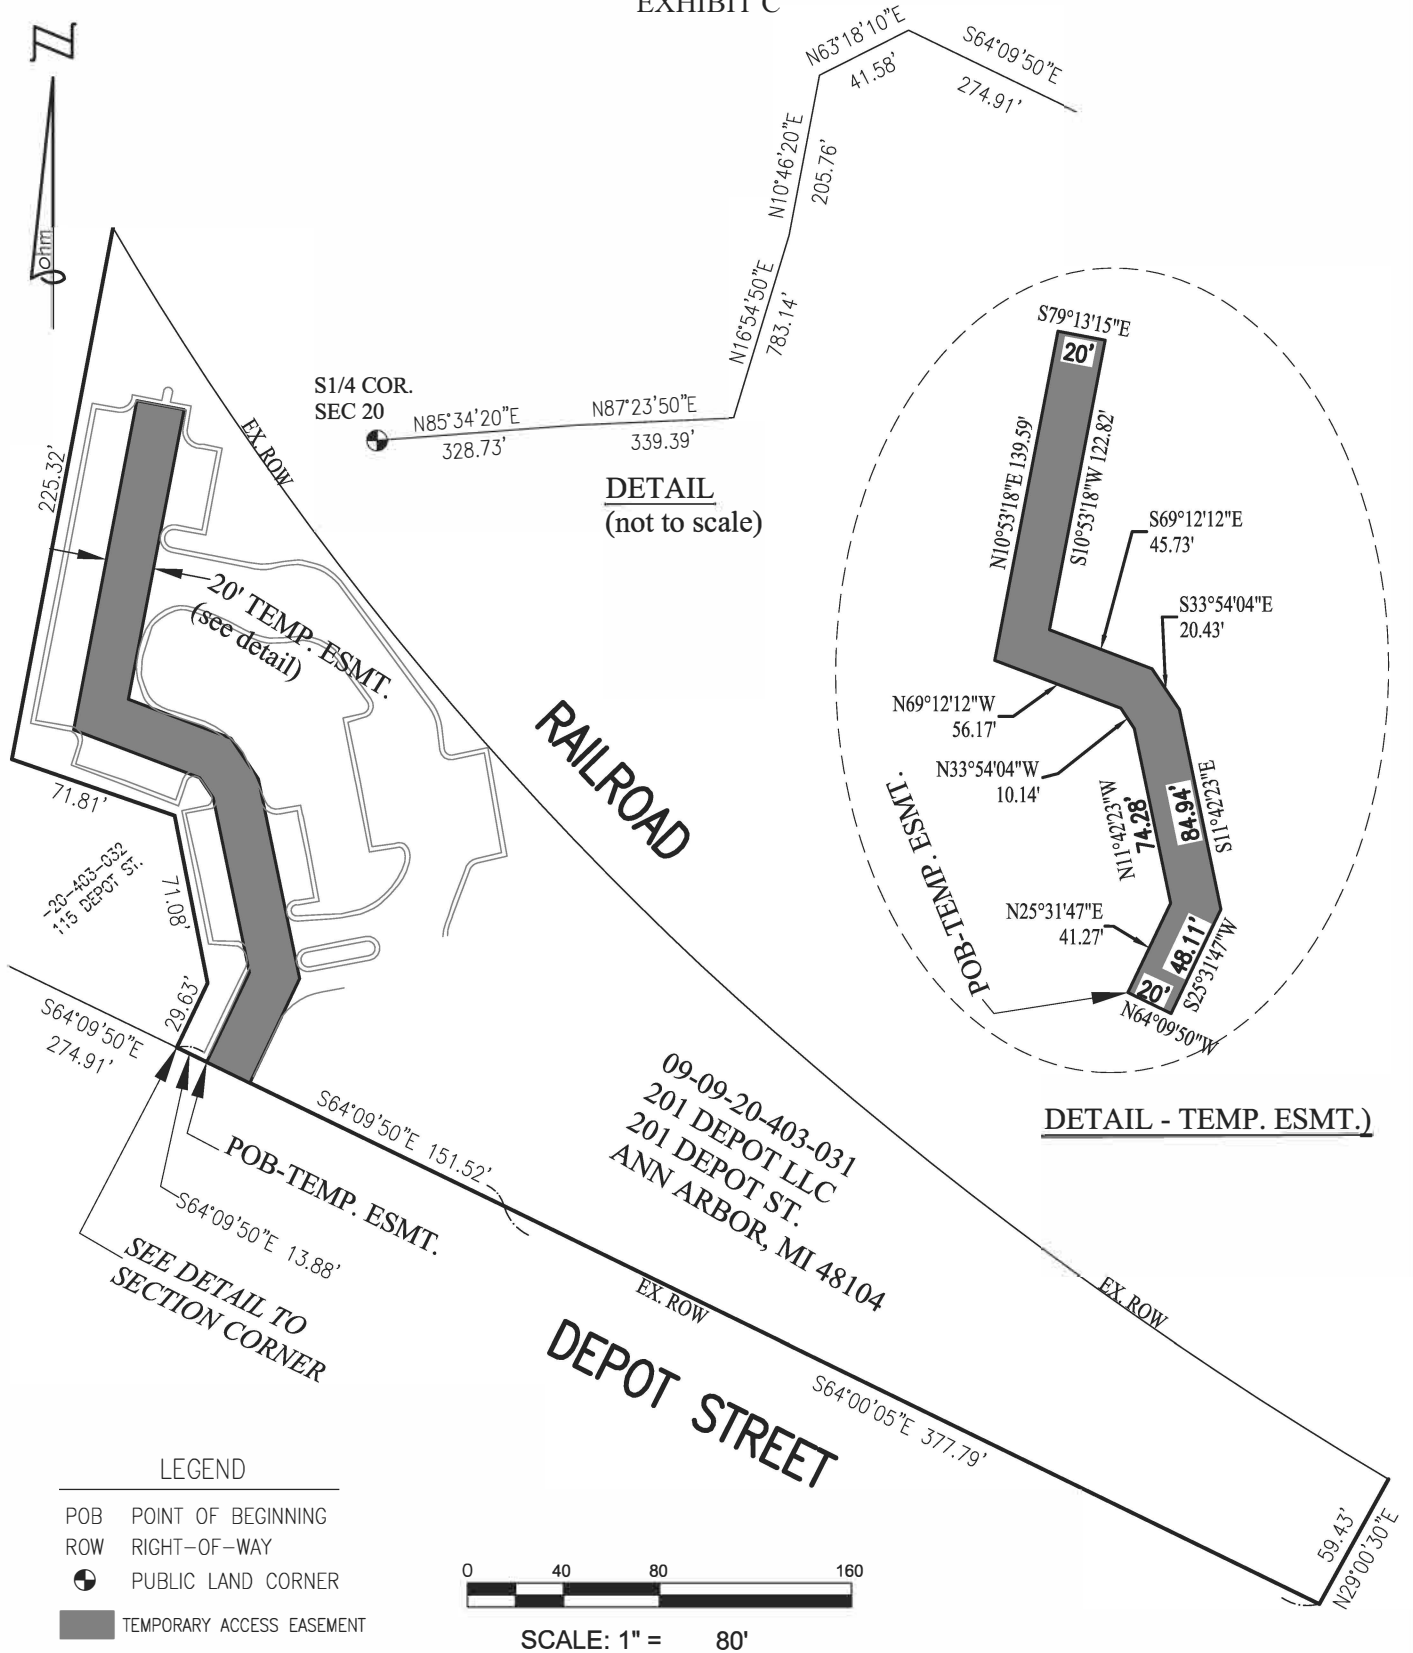 EXHIBIT C
N63°18'10"E
41.58'
S64°09'50"E
274.91'
N10°46'20"E
205.76'
N16°54'50"E
783.14'
S1/4 COR.
SEC 20
N85°34'20"E
328.73'
N87°23'50"E
339.39'
DETAIL
(not to scale)
ohm
225.32'
EX. ROW
20' TEMP. ESMT.
(see detail)
RAILROAD
71.81'
-20-403-032
115 DEPOT ST.
71.08'
29.63'
S64°09'50"E
274.91'
S64°09'50"E 151.52'
POB-TEMP. ESMT.
S64°09'50"E 13.88'
SEE DETAIL TO
SECTION CORNER
09-09-20-403-031
201 DEPOT LLC
201 DEPOT ST.
ANN ARBOR, MI 48104
EX. ROW
DEPOT STREET
S64°00'05"E 377.79'
EX. ROW
59.43'
N29°00'30"E
S79°13'15"E
20'
N10°53'18"E 139.59'
S10°53'18"W 122.82'
S69°12'12"E
45.73'
S33°54'04"E
20.43'
N69°12'12"W
56.17'
N33°54'04"W
10.14'
N11°42'23"W
74.28'
84.94'
S11°42'23"E
N25°31'47"E
41.27'
48.11'
S25°31'47"W
20'
N64°09'50"W
POB-TEMP. ESMT.
DETAIL - TEMP. ESMT.)
LEGEND
POB POINT OF BEGINNING
ROW RIGHT-OF-WAY
PUBLIC LAND CORNER
TEMPORARY ACCESS EASEMENT
0 40 80 160
SCALE: 1" = 80'